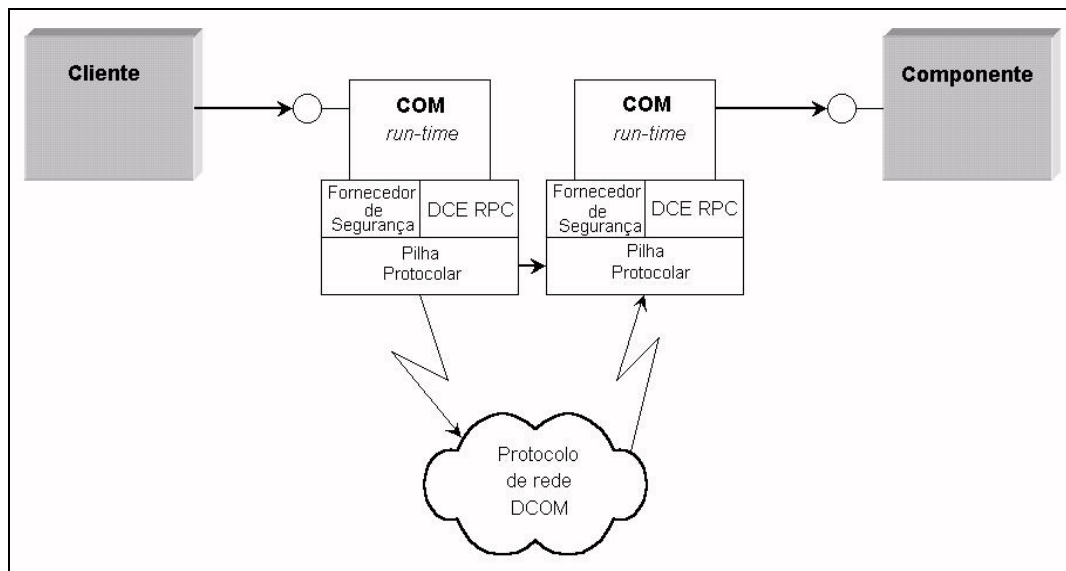 Cliente
COM
run-time
Fornecedor
de
Segurança
DCE RPC
Pilha
Protocolar
COM
run-time
Fornecedor
de
Segurança
DCE RPC
Pilha
Protocolar
Componente
Protocolo
de rede
DCOM